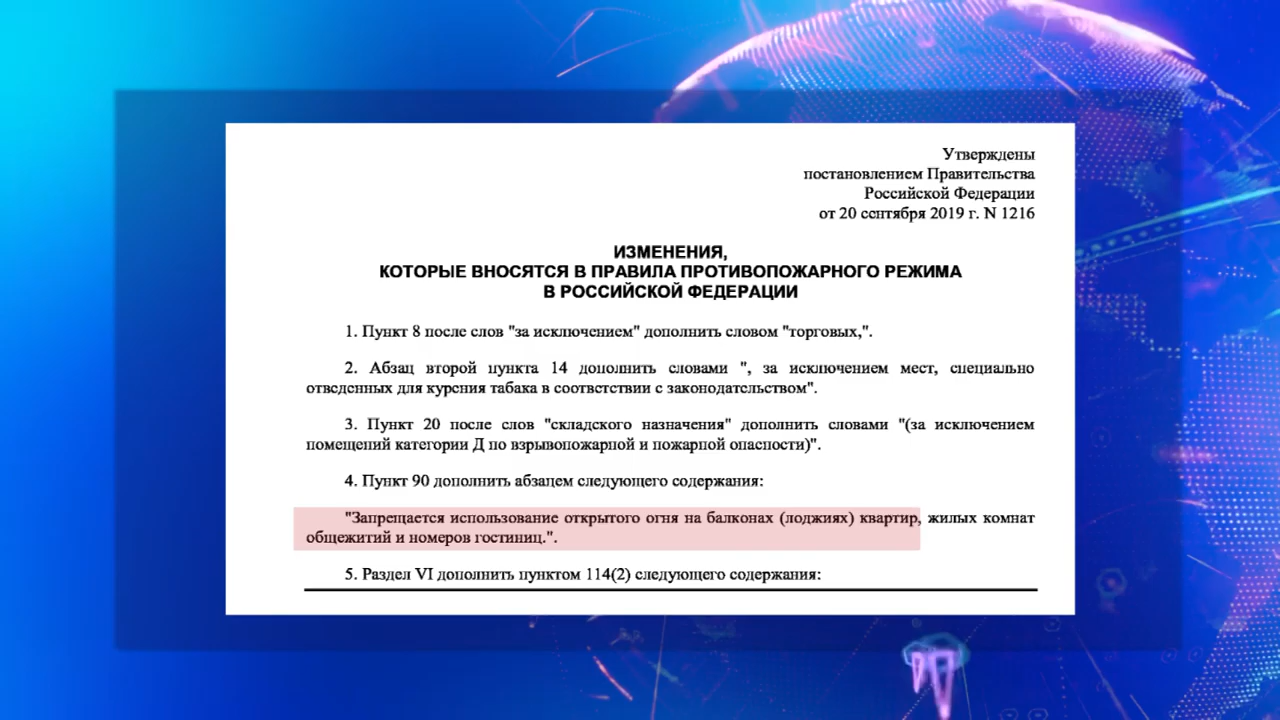 Утверждены
постановлением Правительства
Российской Федерации
от 20 сентября 2019 г. N 1216
ИЗМЕНЕНИЯ,
КОТОРЫЕ ВНОСЯТСЯ В ПРАВИЛА ПРОТИВОПОЖАРНОГО РЕЖИМА
В РОССИЙСКОЙ ФЕДЕРАЦИИ
1. Пункт 8 после слов "за исключением" дополнить словом "торговых,".
2. Абзац второй пункта 14 дополнить словами ", за исключением мест, специально
отведенных для курения табака в соответствии с законодательством".
3. Пункт 20 после слов "складского назначения" дополнить словами "(за исключением
помещений категории Д по взрывопожарной и пожарной опасности)".
4. Пункт 90 дополнить абзацем следующего содержания:
"Запрещается использование открытого огня на балконах (лоджиях) квартир, жилых комнат
общежитий и номеров гостиниц.".
5. Раздел VI дополнить пунктом 114(2) следующего содержания: